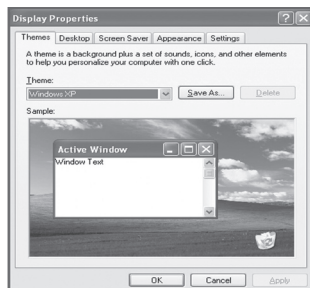 Display Properties
Themes Desktop Screen Saver Appearance Settings
A theme is a background plus a set of sounds, icons, and other elements
to help you personalize your computer with one click.
Theme:
Windows XP Save As... Delete
Sample:
Active Window
Window Text
OK Cancel Apply